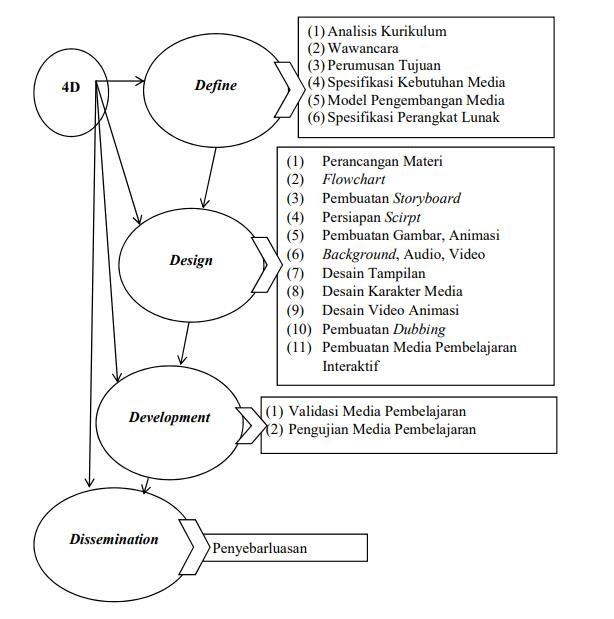 4D
Define
(1) Analisis Kurikulum
(2) Wawancara
(3) Perumusan Tujuan
(4) Spesifikasi Kebutuhan Media
(5) Model Pengembangan Media
(6) Spesifikasi Perangkat Lunak
Design
(1) Perancangan Materi
(2) Flowchart
(3) Pembuatan Storyboard
(4) Persiapan Scirpt
(5) Pembuatan Gambar, Animasi
(6) Background, Audio, Video
(7) Desain Tampilan
(8) Desain Karakter Media
(9) Desain Video Animasi
(10) Pembuatan Dubbing
(11) Pembuatan Media Pembelajaran
Interaktif
Development
(1) Validasi Media Pembelajaran
(2) Pengujian Media Pembelajaran
Dissemination
Penyebarluasan